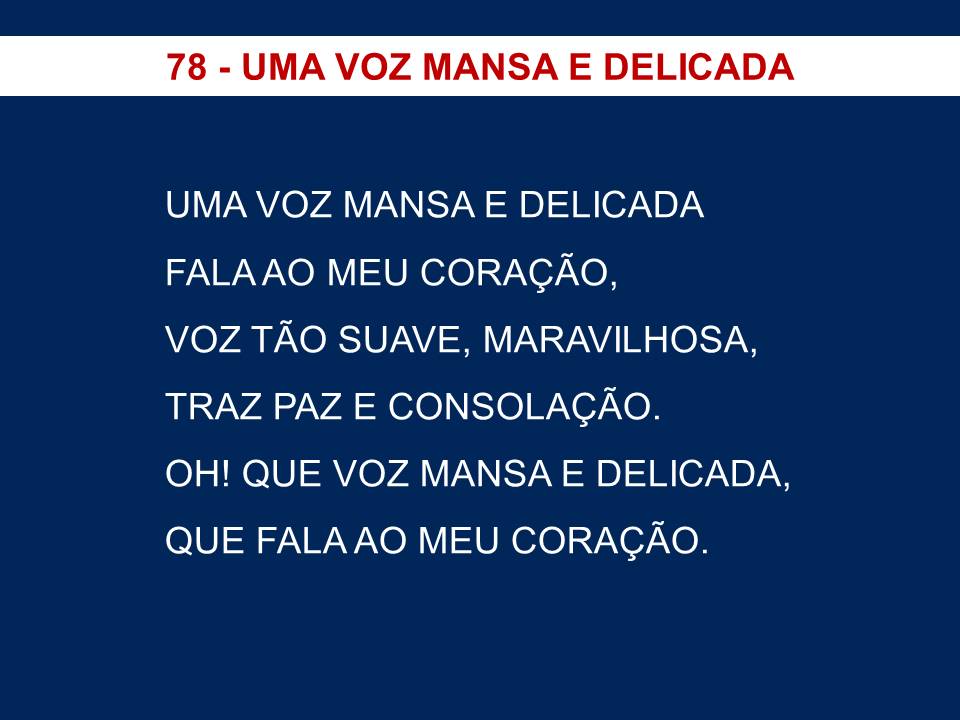 78 - UMA VOZ MANSA E DELICADA
UMA VOZ MANSA E DELICADA
FALA AO MEU CORAÇÃO,
VOZ TÃO SUAVE, MARAVILHOSA,
TRAZ PAZ E CONSOLAÇÃO.
OH! QUE VOZ MANSA E DELICADA,
QUE FALA AO MEU CORAÇÃO.